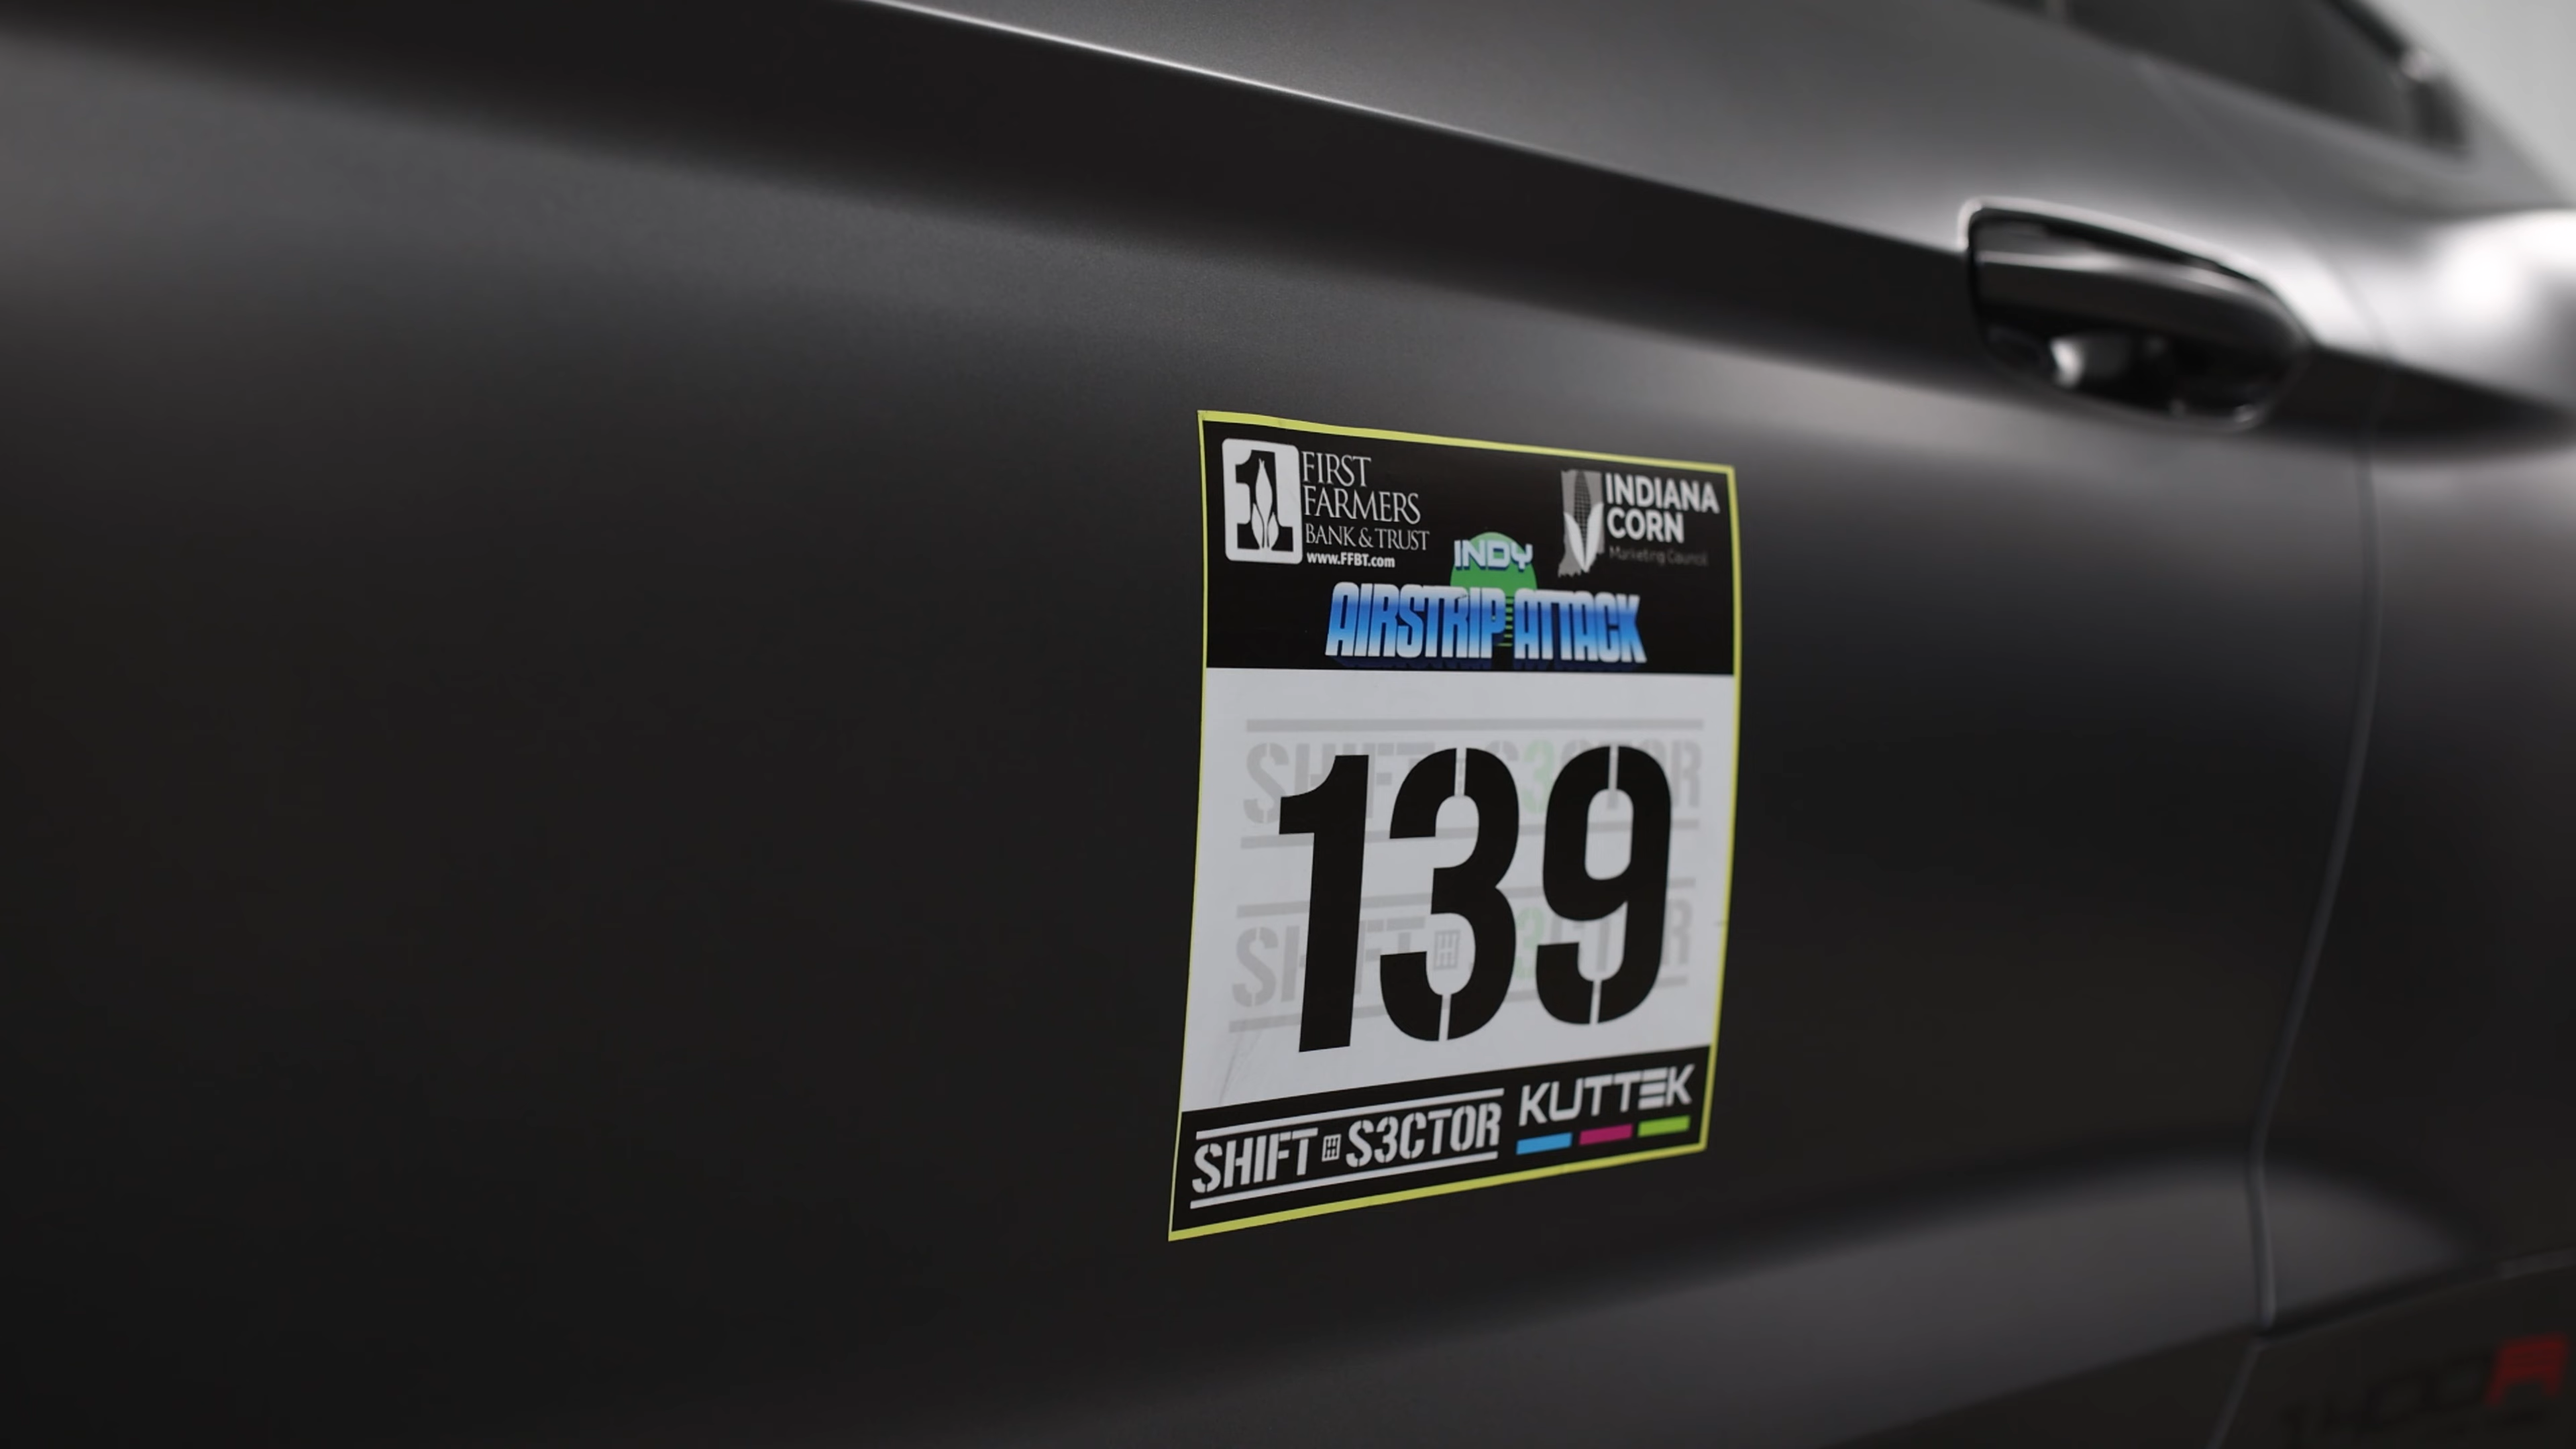 FIRST
FARMERS
BANK & TRUST
www.FFBT.com
INDIANA
CORN
Marketing Council
INDY
AIRSTRIP ATTACK
139
SHIFT S3CTOR
KUTTEK